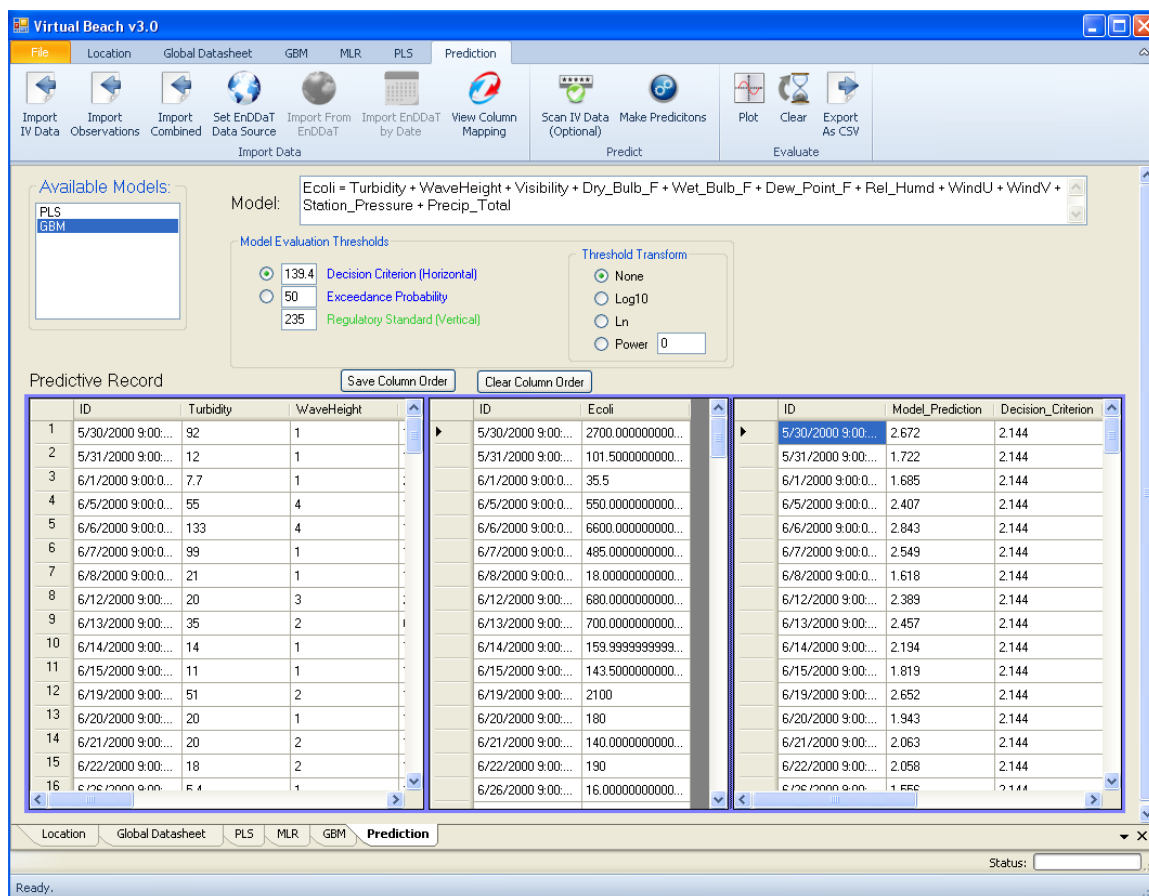 Virtual Beach v3.0
File Location Global Datasheet GBM MLR PLS Prediction
Import IV Data
Import Observations
Import Combined
Set EnDDaT Data Source
Import From EnDDaT
Import EnDDaT by Date
View Column Mapping
Scan IV Data (Optional)
Make Predicitons
Plot
Clear
Export As CSV
Import Data Predict Evaluate
Available Models:
PLS
GBM
Model:
Ecoli = Turbidity + WaveHeight + Visibility + Dry_Bulb_F + Wet_Bulb_F + Dew_Point_F + Rel_Humd + WindU + WindV +
Station_Pressure + Precip_Total
Model Evaluation Thresholds
139.4 Decision Criterion (Horizontal)
50 Exceedance Probability
235 Regulatory Standard (Vertical)
Threshold Transform
None
Log10
Ln
Power 0
Predictive Record Save Column Order Clear Column Order
ID Turbidity WaveHeight ID Ecoli ID Model_Prediction Decision_Criterion
1 5/30/2000 9:00:... 92 1 5/30/2000 9:00:... 2700.000000000... 5/30/2000 9:00:... 2.672 2.144
2 5/31/2000 9:00:... 12 1 5/31/2000 9:00:... 101.5000000000... 5/31/2000 9:00:... 1.722 2.144
3 6/1/2000 9:00:0... 7.7 1 6/1/2000 9:00:0... 35.5 6/1/2000 9:00:0... 1.685 2.144
4 6/5/2000 9:00:0... 55 4 6/5/2000 9:00:0... 550.0000000000... 6/5/2000 9:00:0... 2.407 2.144
5 6/6/2000 9:00:0... 133 4 6/6/2000 9:00:0... 6600.000000000... 6/6/2000 9:00:0... 2.843 2.144
6 6/7/2000 9:00:0... 99 1 6/7/2000 9:00:0... 485.0000000000... 6/7/2000 9:00:0... 2.549 2.144
7 6/8/2000 9:00:0... 21 1 6/8/2000 9:00:0... 18.00000000000... 6/8/2000 9:00:0... 1.618 2.144
8 6/12/2000 9:00:... 20 3 6/12/2000 9:00:... 680.0000000000... 6/12/2000 9:00:... 2.389 2.144
9 6/13/2000 9:00:... 35 2 6/13/2000 9:00:... 700.0000000000... 6/13/2000 9:00:... 2.457 2.144
10 6/14/2000 9:00:... 14 1 6/14/2000 9:00:... 159.9999999999... 6/14/2000 9:00:... 2.194 2.144
11 6/15/2000 9:00:... 11 1 6/15/2000 9:00:... 143.5000000000... 6/15/2000 9:00:... 1.819 2.144
12 6/19/2000 9:00:... 51 2 6/19/2000 9:00:... 2100 6/19/2000 9:00:... 2.652 2.144
13 6/20/2000 9:00:... 20 1 6/20/2000 9:00:... 180 6/20/2000 9:00:... 1.943 2.144
14 6/21/2000 9:00:... 20 2 6/21/2000 9:00:... 140.0000000000... 6/21/2000 9:00:... 2.063 2.144
15 6/22/2000 9:00:... 18 2 6/22/2000 9:00:... 190 6/22/2000 9:00:... 2.058 2.144
16 6/26/2000 9:00:... 5.4 1 6/26/2000 9:00:... 16.00000000000... 6/26/2000 9:00:... 1.556 2.144
Location Global Datasheet PLS MLR GBM Prediction
Status:
Ready.